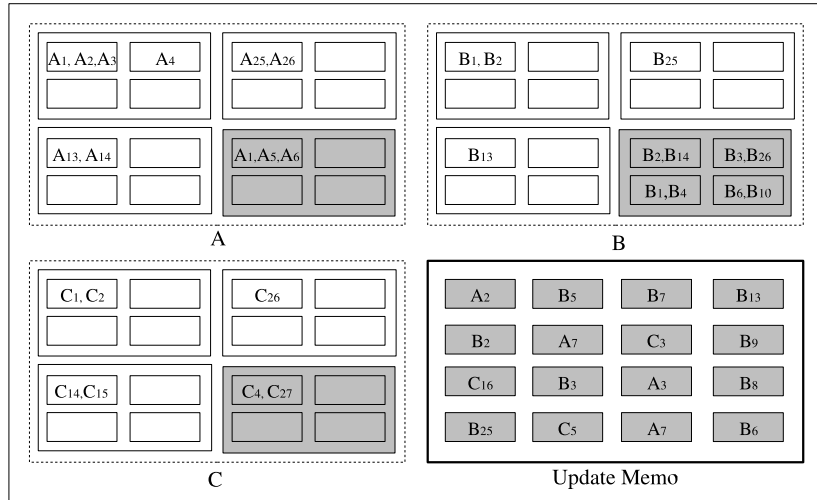 A1, A2,A3 A4 A25,A26
A13, A14 A1,A5,A6
A
B1, B2 B25
B13 B2,B14 B3,B26
B1,B4 B6,B10
B
C1, C2 C26
C14,C15 C4, C27
C
A2 B5 B7 B13
B2 A7 C3 B9
C16 B3 A3 B8
B25 C5 A7 B6
Update Memo